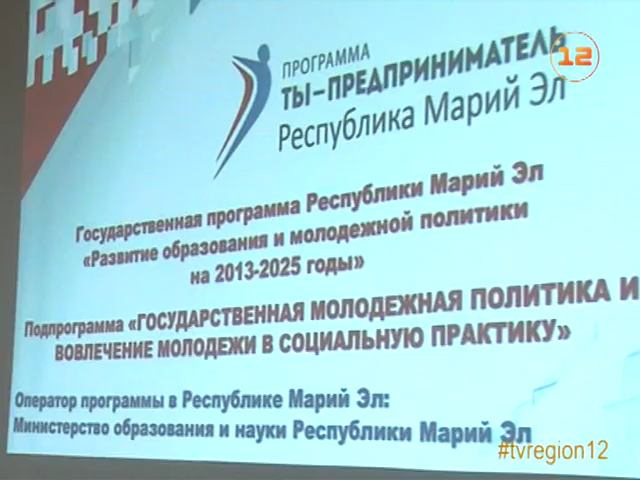 12
ПРОГРАММА
ТЫ–ПРЕДПРИНИМАТЕЛЬ
Республика Марий Эл
Государственная программа Республики Марий Эл
«Развитие образования и молодежной политики
на 2013-2025 годы»
Подпрограмма «ГОСУДАРСТВЕННАЯ МОЛОДЕЖНАЯ ПОЛИТИКА И
ВОВЛЕЧЕНИЕ МОЛОДЕЖИ В СОЦИАЛЬНУЮ ПРАКТИКУ»
Оператор программы в Республике Марий Эл:
Министерство образования и науки Республики Марий Эл
#tvregion12